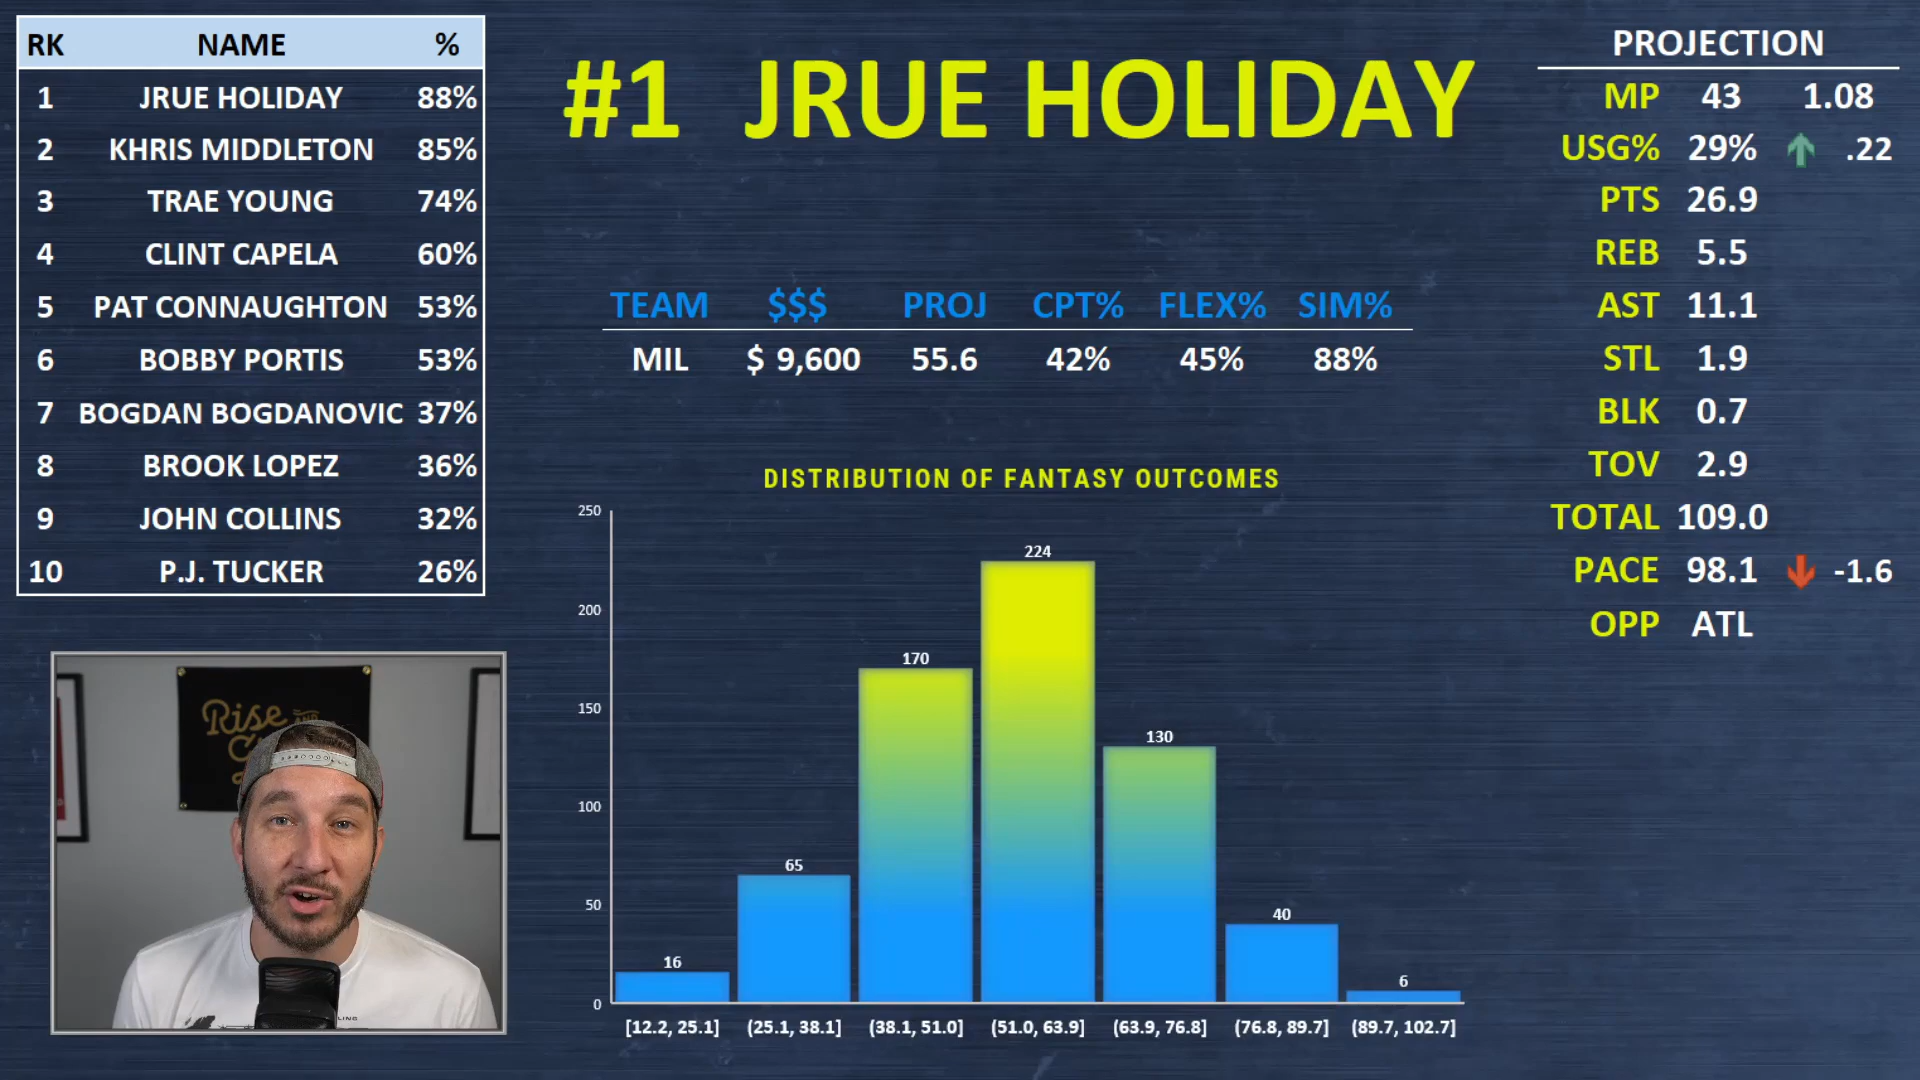 RK NAME %
1 JRUE HOLIDAY 88%
2 KHRIS MIDDLETON 85%
3 TRAE YOUNG 74%
4 CLINT CAPELA 60%
5 PAT CONNAUGHTON 53%
6 BOBBY PORTIS 53%
7 BOGDAN BOGDANOVIC 37%
8 BROOK LOPEZ 36%
9 JOHN COLLINS 32%
10 P.J. TUCKER 26%
#1 JRUE HOLIDAY
TEAM $$$ PROJ CPT% FLEX% SIM%
MIL $ 9,600 55.6 42% 45% 88%
DISTRIBUTION OF FANTASY OUTCOMES
250
200
150
100
50
0
16 65 170 224 130 40 6
[12.2, 25.1] (25.1, 38.1] (38.1, 51.0] (51.0, 63.9] (63.9, 76.8] (76.8, 89.7] (89.7, 102.7]
PROJECTION
MP 43 1.08
USG% 29% .22
PTS 26.9
REB 5.5
AST 11.1
STL 1.9
BLK 0.7
TOV 2.9
TOTAL 109.0
PACE 98.1 -1.6
OPP ATL
Rise
AND